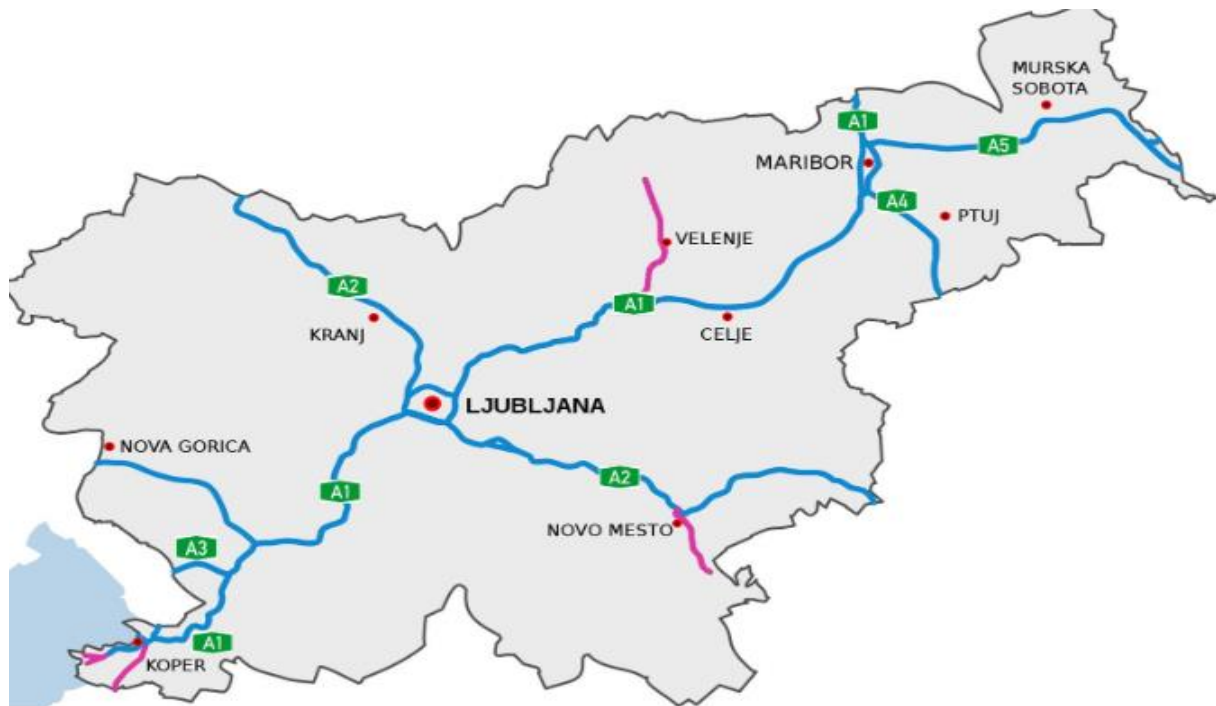 MURSKA
SOBOTA
A1
A5
MARIBOR
A4
PTUJ
VELENJE
A2
A1
KRANJ
CELJE
LJUBLJANA
NOVA GORICA
A2
A1
NOVO MESTO
A3
A1
KOPER